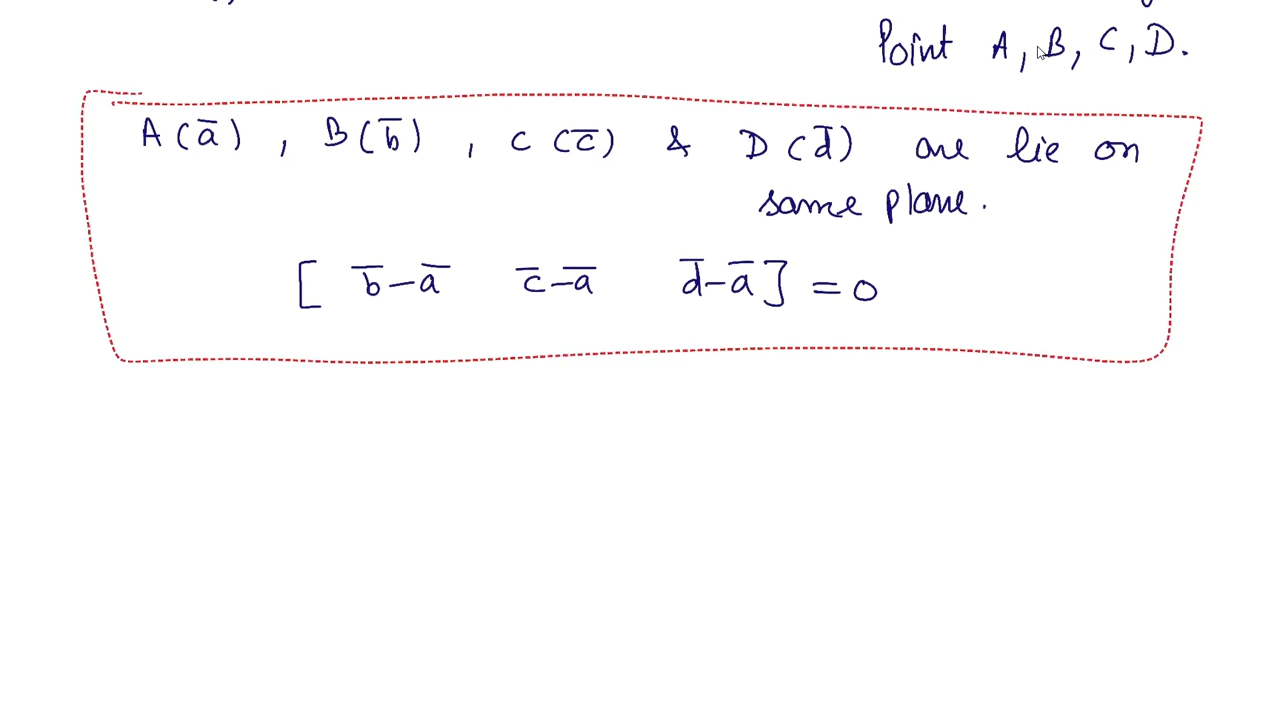 Point A, B, C, D.
A(a̅), B(b̅), C(c̅) & D(d̅) are lie on
same plane.
[ b̅-a̅  c̅-a̅  d̅-a̅ ] = 0